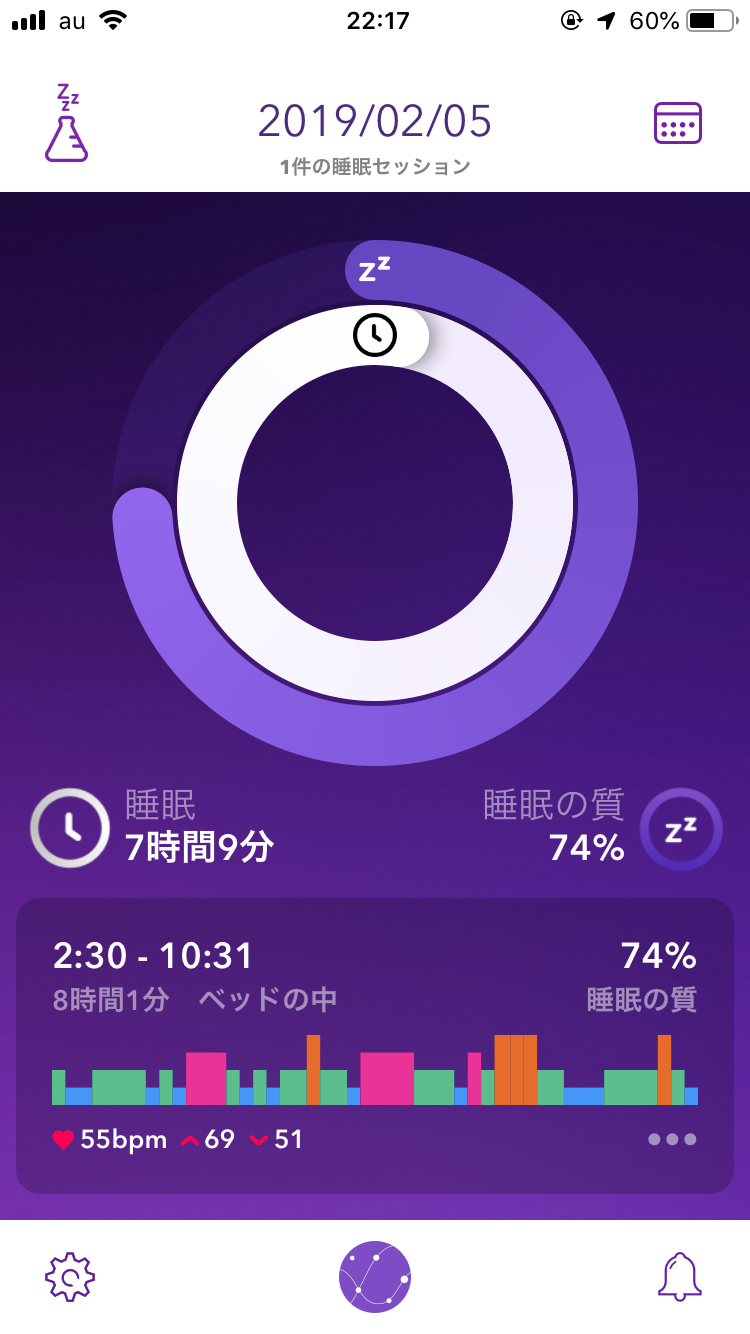 au 22:17 60%
zzz
2019/02/05
1件の睡眠セッション
zz
睡眠 睡眠の質
7時間9分 74% zz
2:30 - 10:31 74%
8時間1分 ベッドの中 睡眠の質
55bpm 69 51